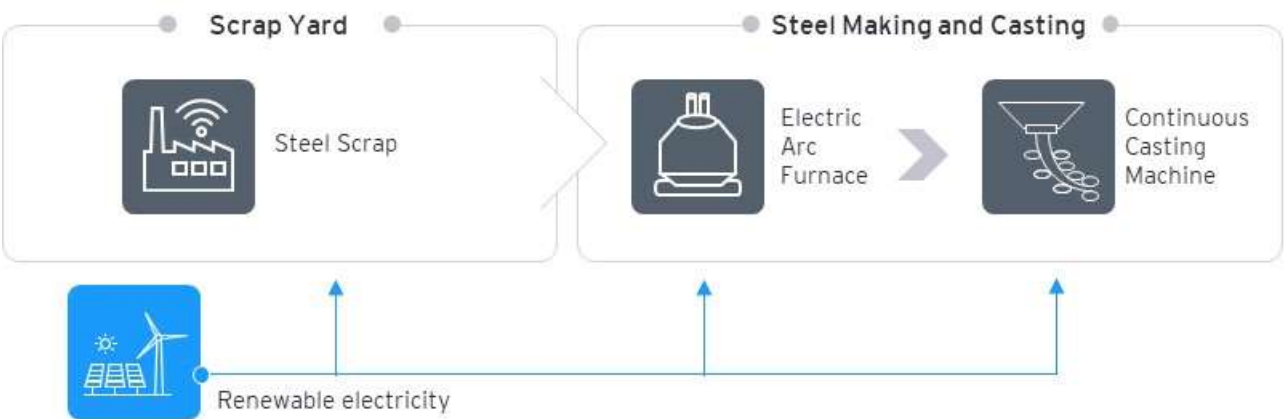 Scrap Yard
Steel Making and Casting
Steel Scrap
Electric
Arc
Furnace
Continuous
Casting
Machine
Renewable electricity